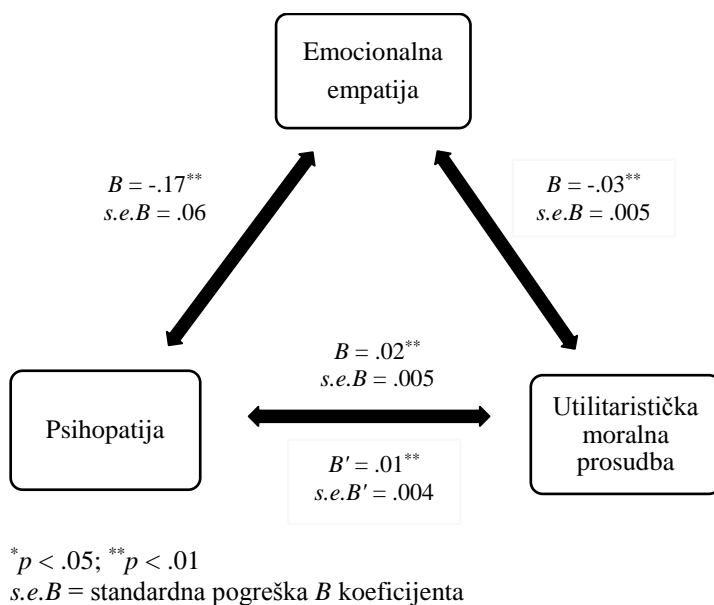 Emocionalna
empatija
B = -.17**
s.e.B = .06
B = -.03**
s.e.B = .005
B = .02**
s.e.B = .005
Psihopatija
Utilitaristička
moralna
prosudba
B' = .01**
s.e.B' = .004
*p < .05; **p < .01
s.e.B = standardna pogreška B koeficijenta